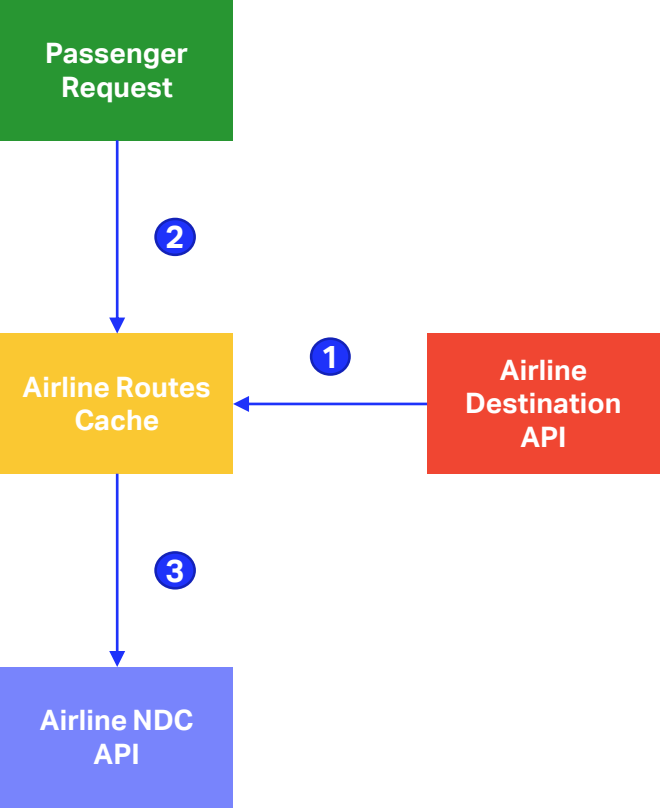 Passenger
Request
2
1
Airline Routes
Cache
Airline
Destination
API
3
Airline NDC
API